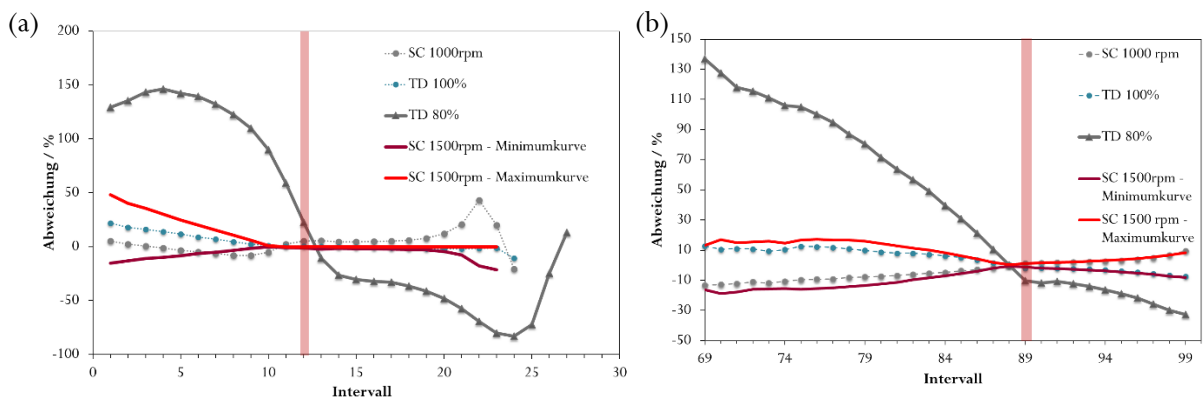 (a)
200
150
100
50
0
-50
-100
Abweichung / %
0
5
10
15
20
25
30
Intervall
SC 1000rpm
TD 100%
TD 80%
SC 1500rpm - Minimumkurve
SC 1500rpm - Maximumkurve
(b)
150
130
110
90
70
50
30
10
-10
-30
-50
Abweichung / %
69
74
79
84
89
94
99
Intervall
SC 1000 rpm
TD 100%
TD 80%
SC 1500rpm -
Minimumkurve
SC 1500 rpm -
Maximumkurve